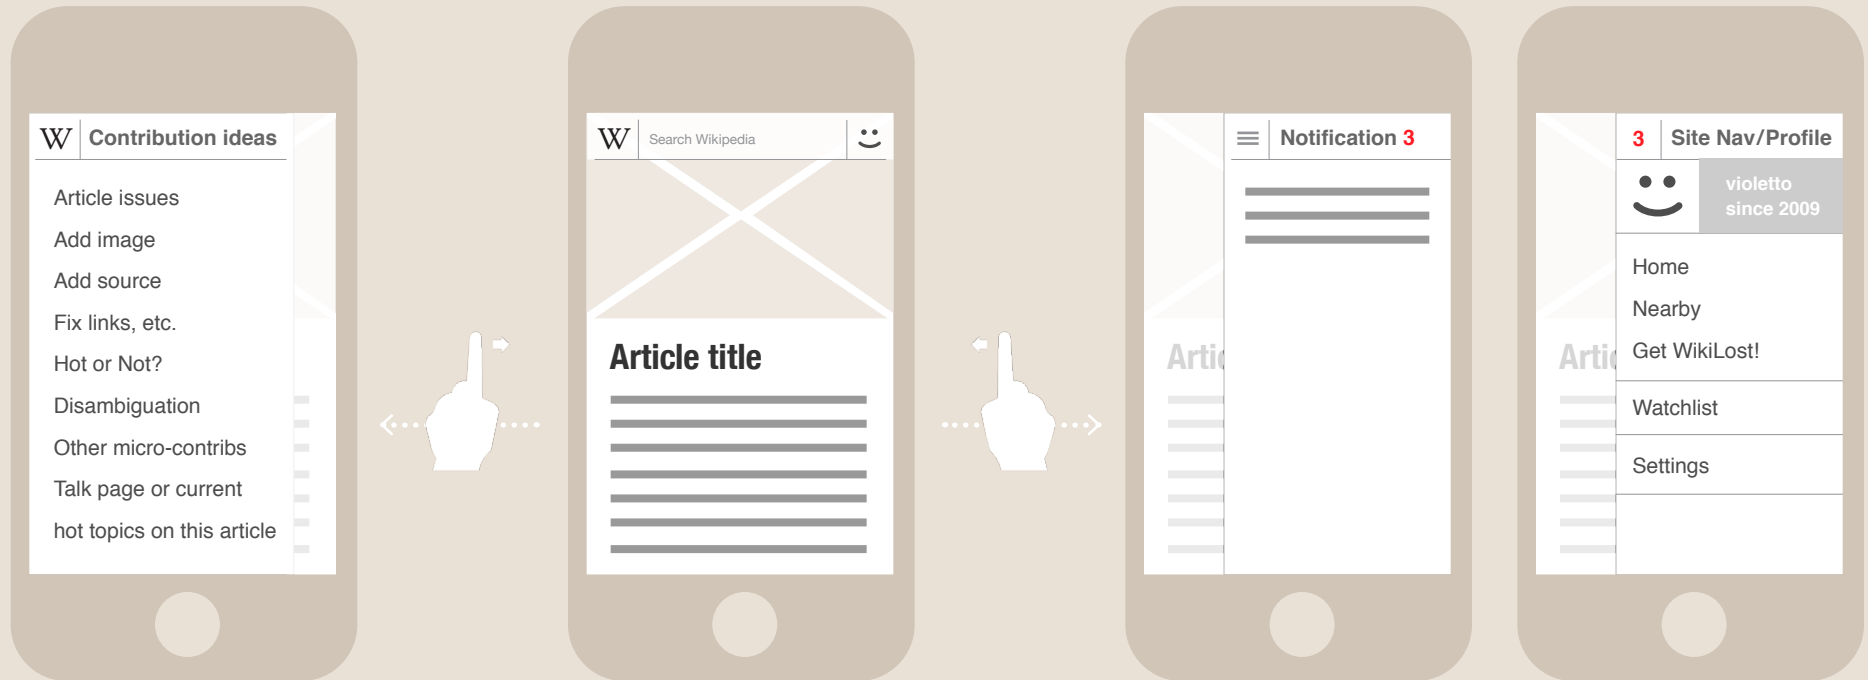 W Contribution ideas
Article issues
Add image
Add source
Fix links, etc.
Hot or Not?
Disambiguation
Other micro-contribs
Talk page or current
hot topics on this article
W Search Wikipedia
Article title
Notification 3
Artic
3 Site Nav/Profile
violetto
since 2009
Home
Nearby
Get WikiLost!
Watchlist
Settings
Artic